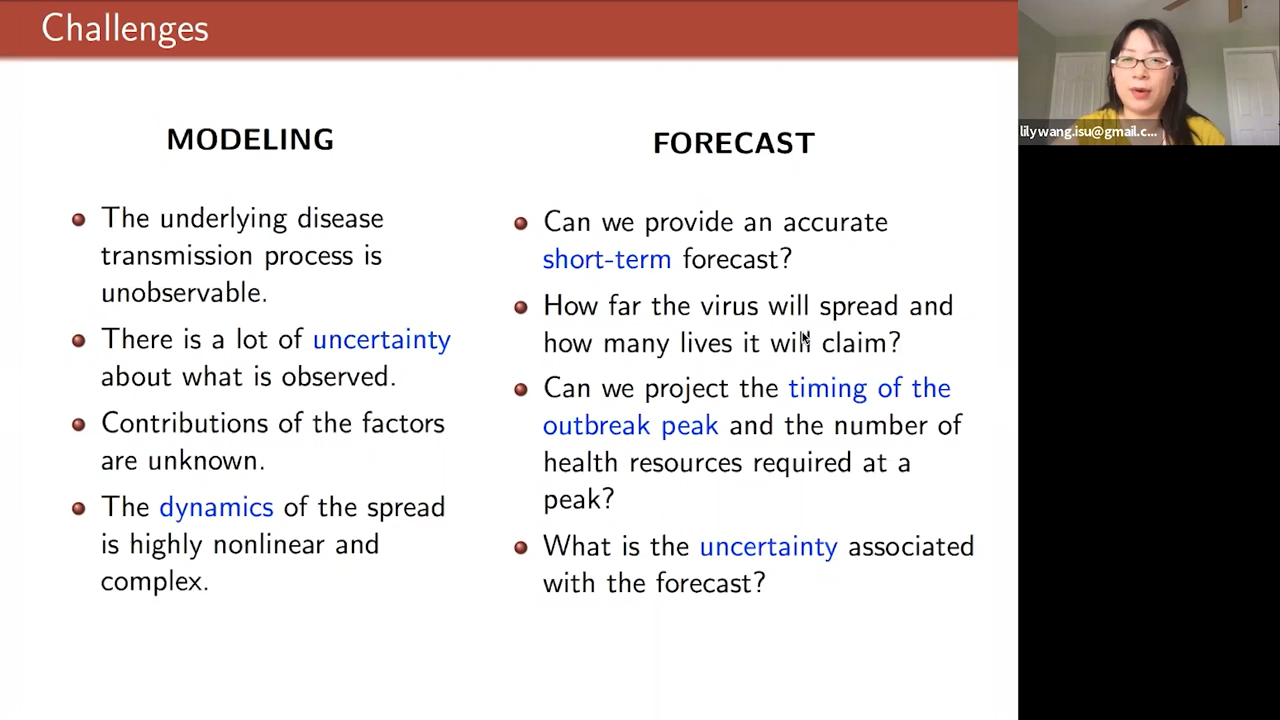 Challenges
MODELING
The underlying disease
transmission process is
unobservable.
There is a lot of uncertainty
about what is observed.
Contributions of the factors
are unknown.
The dynamics of the spread
is highly nonlinear and
complex.
FORECAST
Can we provide an accurate
short-term forecast?
How far the virus will spread and
how many lives it will claim?
Can we project the timing of the
outbreak peak and the number of
health resources required at a
peak?
What is the uncertainty associated
with the forecast?
lilywang.isu@gmail.c...